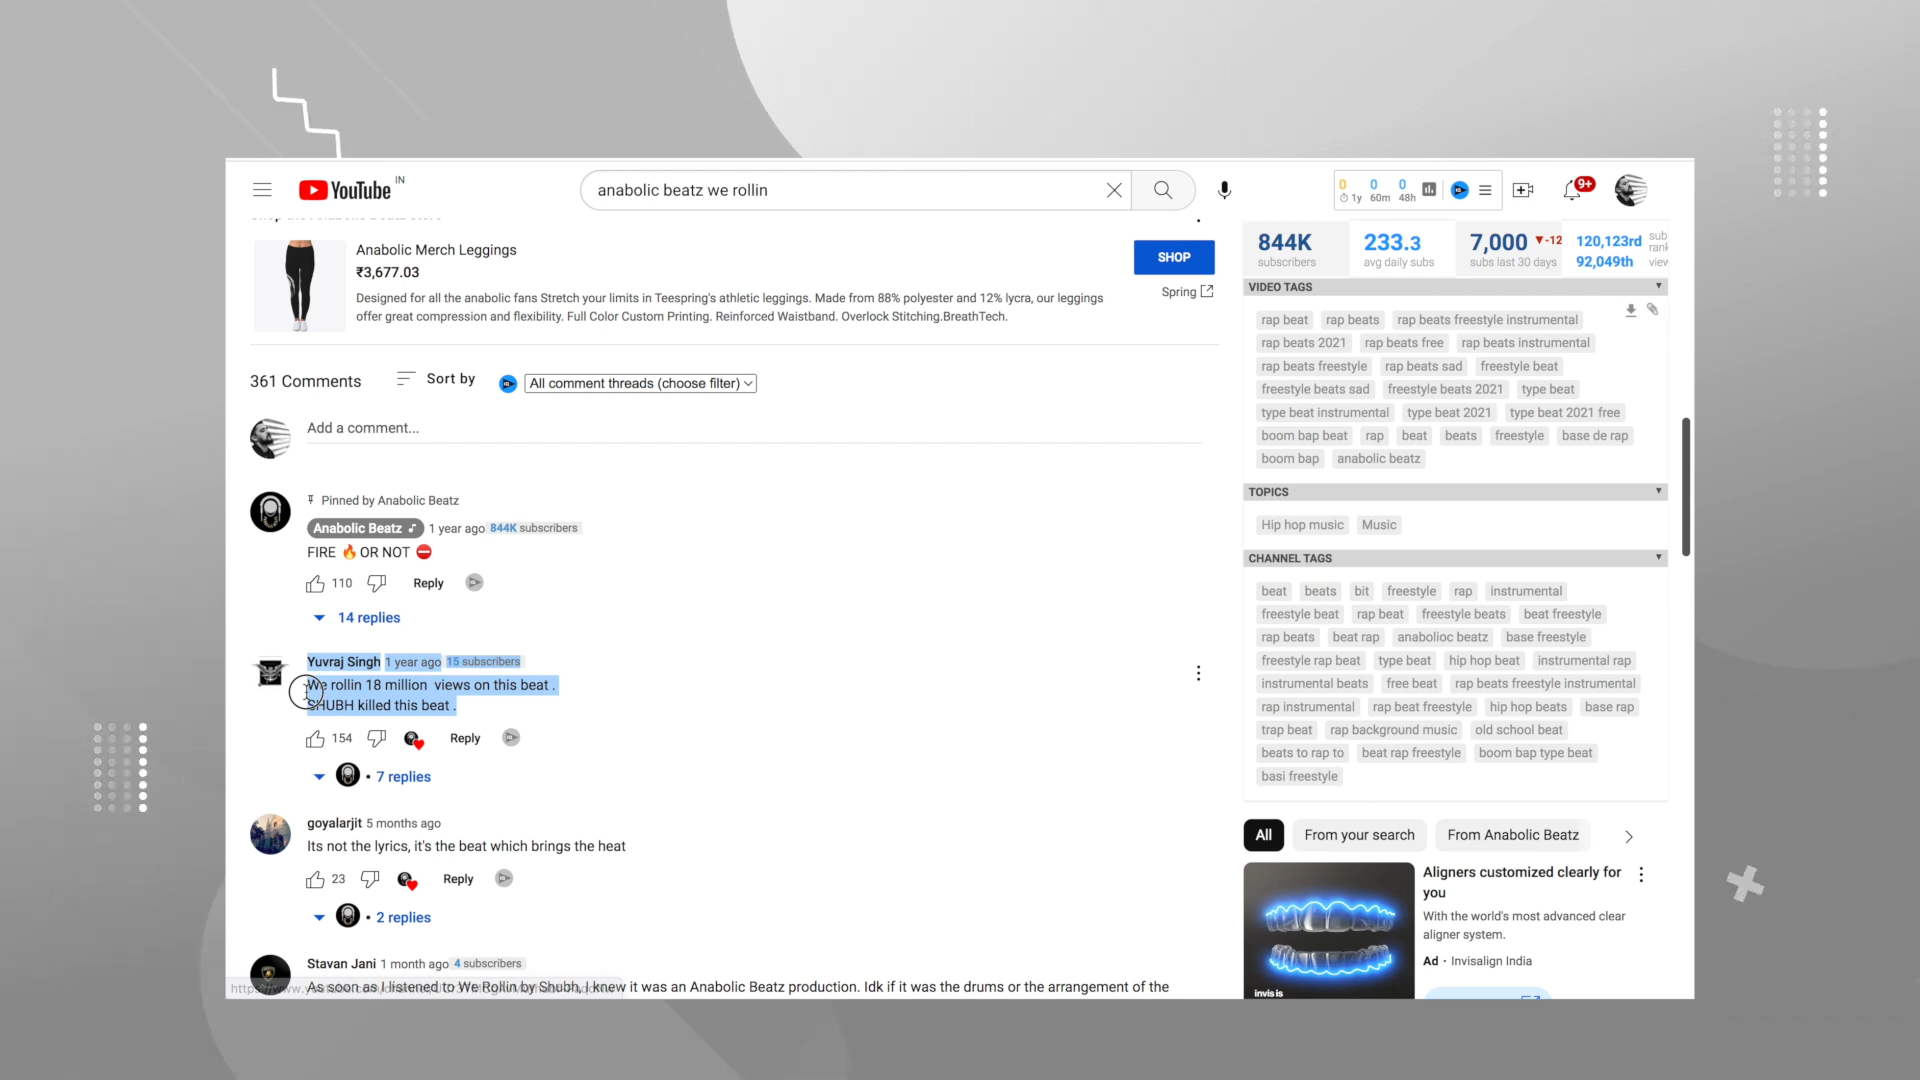 YouTube IN
anabolic beatz we rollin
0 0 0
1y 60m 48h
9+
Anabolic Merch Leggings
₹3,677.03
Designed for all the anabolic fans Stretch your limits in Teespring's athletic leggings. Made from 88% polyester and 12% lycra, our leggings
offer great compression and flexibility. Full Color Custom Printing. Reinforced Waistband. Overlock Stitching.BreathTech.
SHOP
Spring
361 Comments
Sort by
All comment threads (choose filter)
Add a comment...
Pinned by Anabolic Beatz
Anabolic Beatz 1 year ago 844K subscribers
FIRE 🔥 OR NOT ⛔
110 Reply
14 replies
Yuvraj Singh 1 year ago 15 subscribers
We rollin 18 million views on this beat .
SHUBH killed this beat .
154 Reply
• 7 replies
goyalarjit 5 months ago
Its not the lyrics, it's the beat which brings the heat
23 Reply
• 2 replies
Stavan Jani 1 month ago 4 subscribers
As soon as I listened to We Rollin by Shubh, I knew it was an Anabolic Beatz production. Idk if it was the drums or the arrangement of the
844K 233.3 7,000 ▼-12 120,123rd sub
subscribers avg daily subs subs last 30 days 92,049th
VIDEO TAGS
rap beat rap beats rap beats freestyle instrumental
rap beats 2021 rap beats free rap beats instrumental
rap beats freestyle rap beats sad freestyle beat
freestyle beats sad freestyle beats 2021 type beat
type beat instrumental type beat 2021 type beat 2021 free
boom bap beat rap beat beats freestyle base de rap
boom bap anabolic beatz
TOPICS
Hip hop music Music
CHANNEL TAGS
beat beats bit freestyle rap instrumental
freestyle beat rap beat freestyle beats beat freestyle
rap beats beat rap anabolioc beatz base freestyle
freestyle rap beat type beat hip hop beat instrumental rap
instrumental beats free beat rap beats freestyle instrumental
rap instrumental rap beat freestyle hip hop beats base rap
trap beat rap background music old school beat
beats to rap to beat rap freestyle boom bap type beat
basi freestyle
All From your search From Anabolic Beatz
Aligners customized clearly for
you
With the world's most advanced clear
aligner system.
Ad · Invisalign India
invis is